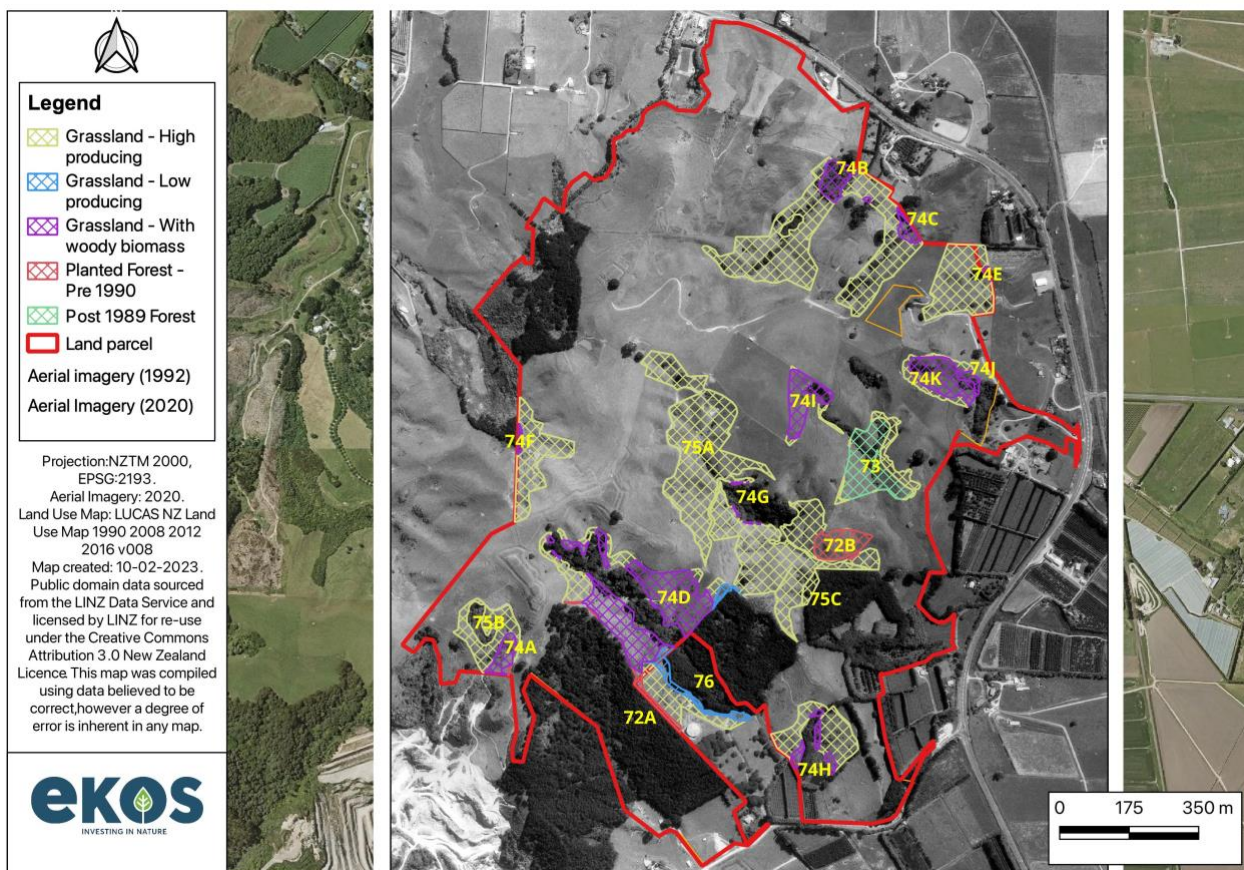 Legend
Grassland - High
producing
Grassland - Low
producing
Grassland - With
woody biomass
Planted Forest -
Pre 1990
Post 1989 Forest
Land parcel
Aerial imagery (1992)
Aerial Imagery (2020)
Projection:NZTM 2000,
EPSG:2193.
Aerial Imagery: 2020.
Land Use Map: LUCAS NZ Land
Use Map 1990 2008 2012
2016 v008
Map created: 10-02-2023.
Public domain data sourced
from the LINZ Data Service and
licensed by LINZ for re-use
under the Creative Commons
Attribution 3.0 New Zealand
Licence. This map was compiled
using data believed to be
correct,however a degree of
error is inherent in any map.
eKOS
INVESTING IN NATURE
74B
74C
74E
74J
74K
74I
74F
75A
73
74G
72B
74D
75C
75B
74A
76
72A
74H
0 175 350 m